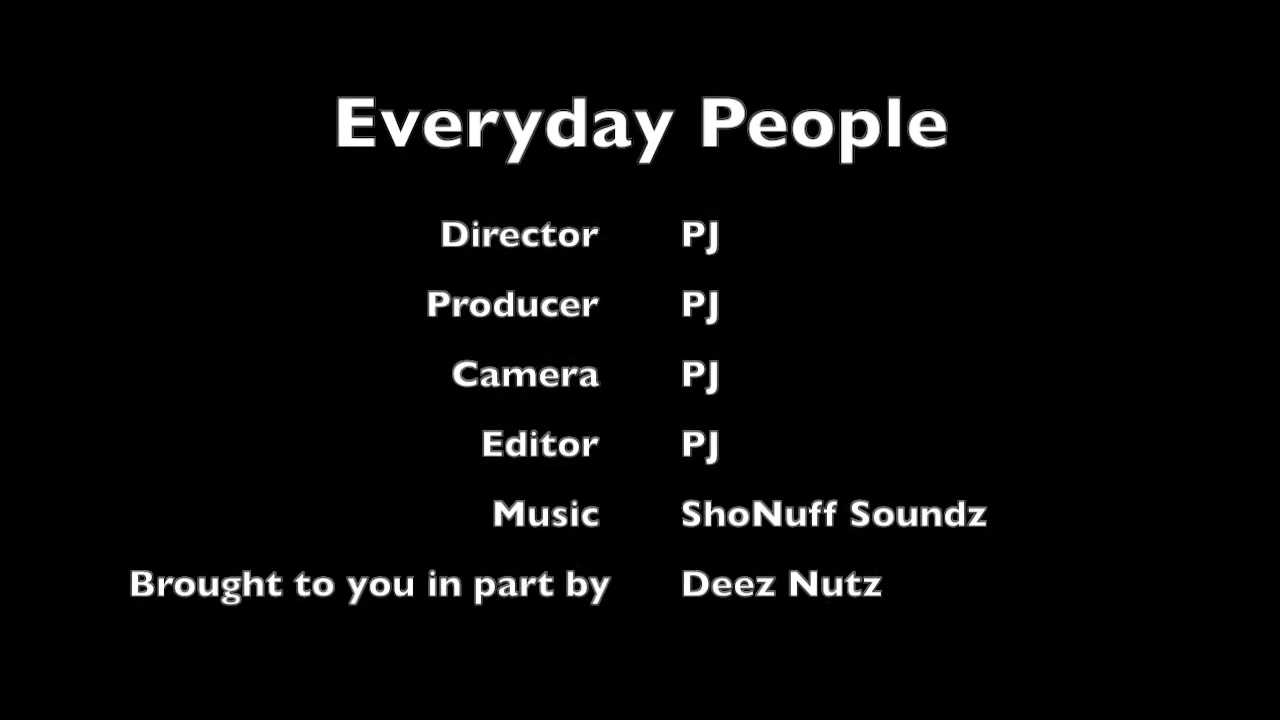 Everyday People
Director PJ
Producer PJ
Camera PJ
Editor PJ
Music ShoNuff Soundz
Brought to you in part by Deez Nutz